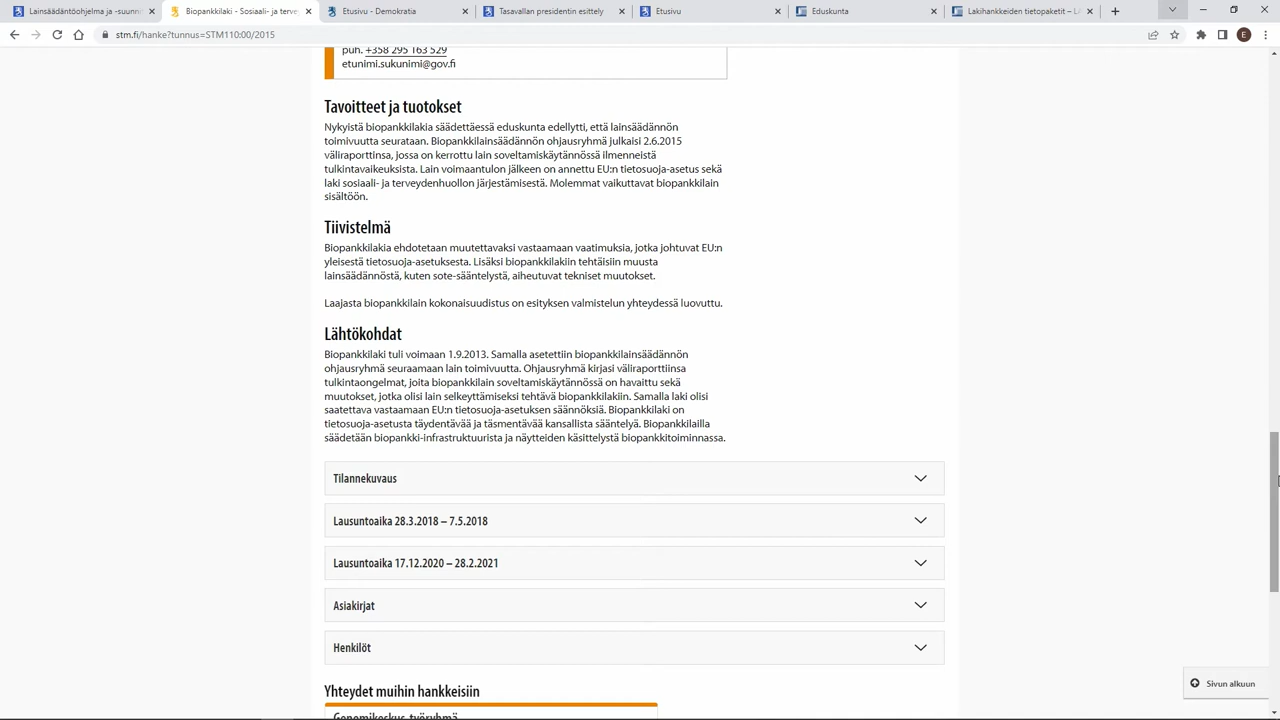 Lainsäädäntöohjelma ja -suunni
Biopankkilaki - Sosiaali- ja terve
Etusivu - Demokratia
Tasavallan presidentin esittely
Etusivu
Eduskunta
Lakihankkeiden tietopaketit – LA
stm.fi/hanke?tunnus=STM110:00/2015
E
puh. +358 295 163 529
etunimi.sukunimi@gov.fi
Tavoitteet ja tuotokset
Nykyistä biopankkilakia säädettäessä eduskunta edellytti, että lainsäädännön
toimivuutta seurataan. Biopankkilainsäädännön ohjausryhmä julkaisi 2.6.2015
väliraporttinsa, jossa on kerrottu lain soveltamiskäytännössä ilmenneistä
tulkintavaikeuksista. Lain voimaantulon jälkeen on annettu EU:n tietosuoja-asetus sekä
laki sosiaali- ja terveydenhuollon järjestämisestä. Molemmat vaikuttavat biopankkilain
sisältöön.
Tiivistelmä
Biopankkilakia ehdotetaan muutettavaksi vastaamaan vaatimuksia, jotka johtuvat EU:n
yleisestä tietosuoja-asetuksesta. Lisäksi biopankkilakiin tehtäisiin muusta
lainsäädännöstä, kuten sote-sääntelystä, aiheutuvat tekniset muutokset.
Laajasta biopankkilain kokonaisuudistus on esityksen valmistelun yhteydessä luovuttu.
Lähtökohdat
Biopankkilaki tuli voimaan 1.9.2013. Samalla asetettiin biopankkilainsäädännön
ohjausryhmä seuraamaan lain toimivuutta. Ohjausryhmä kirjasi väliraporttiinsa
tulkintaongelmat, joita biopankkilain soveltamiskäytännössä on havaittu sekä
muutokset, jotka olisi lain selkeyttämiseksi tehtävä biopankkilakiin. Samalla laki olisi
saatettava vastaamaan EU:n tietosuoja-asetuksen säännöksiä. Biopankkilaki on
tietosuoja-asetusta täydentävää ja täsmentävää kansallista sääntelyä. Biopankkilailla
säädetään biopankki-infrastruktuurista ja näytteiden käsittelystä biopankkitoiminnassa.
Tilannekuvaus
Lausuntoaika 28.3.2018 – 7.5.2018
Lausuntoaika 17.12.2020 – 28.2.2021
Asiakirjat
Henkilöt
Sivun alkuun
Yhteydet muihin hankkeisiin
Genomikeskus-työryhmä